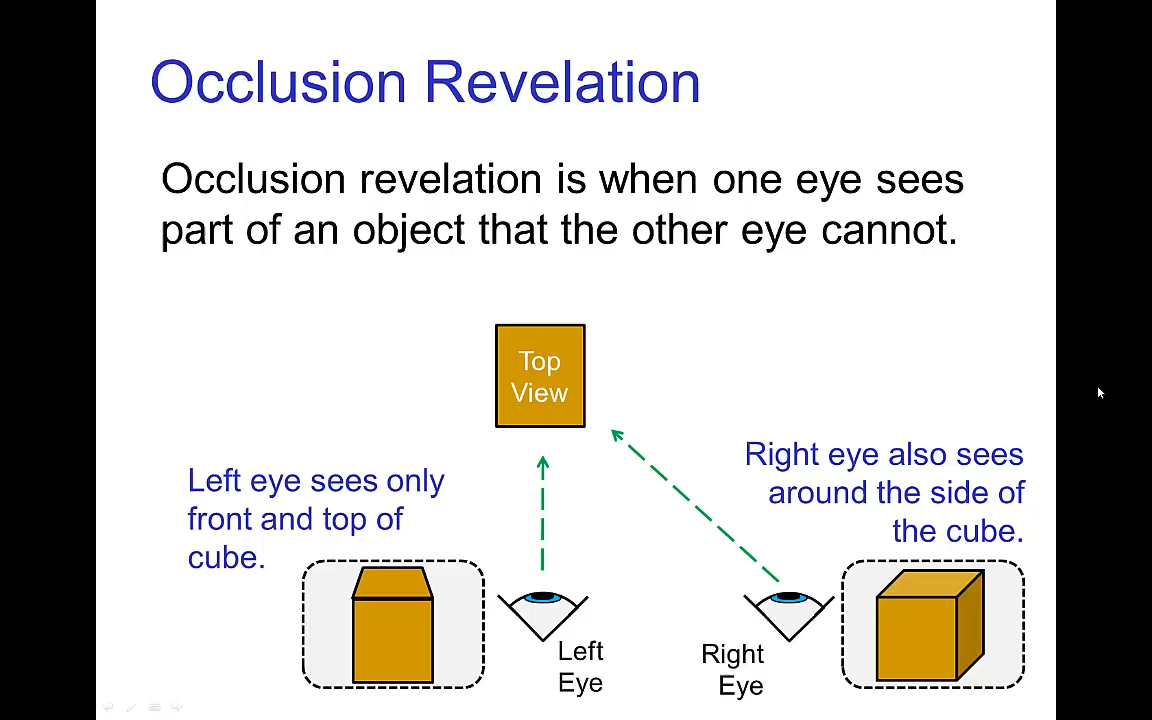 Occlusion Revelation
Occlusion revelation is when one eye sees
part of an object that the other eye cannot.
Top
View
Left eye sees only
front and top of
cube.
Right eye also sees
around the side of
the cube.
Left
Eye
Right
Eye